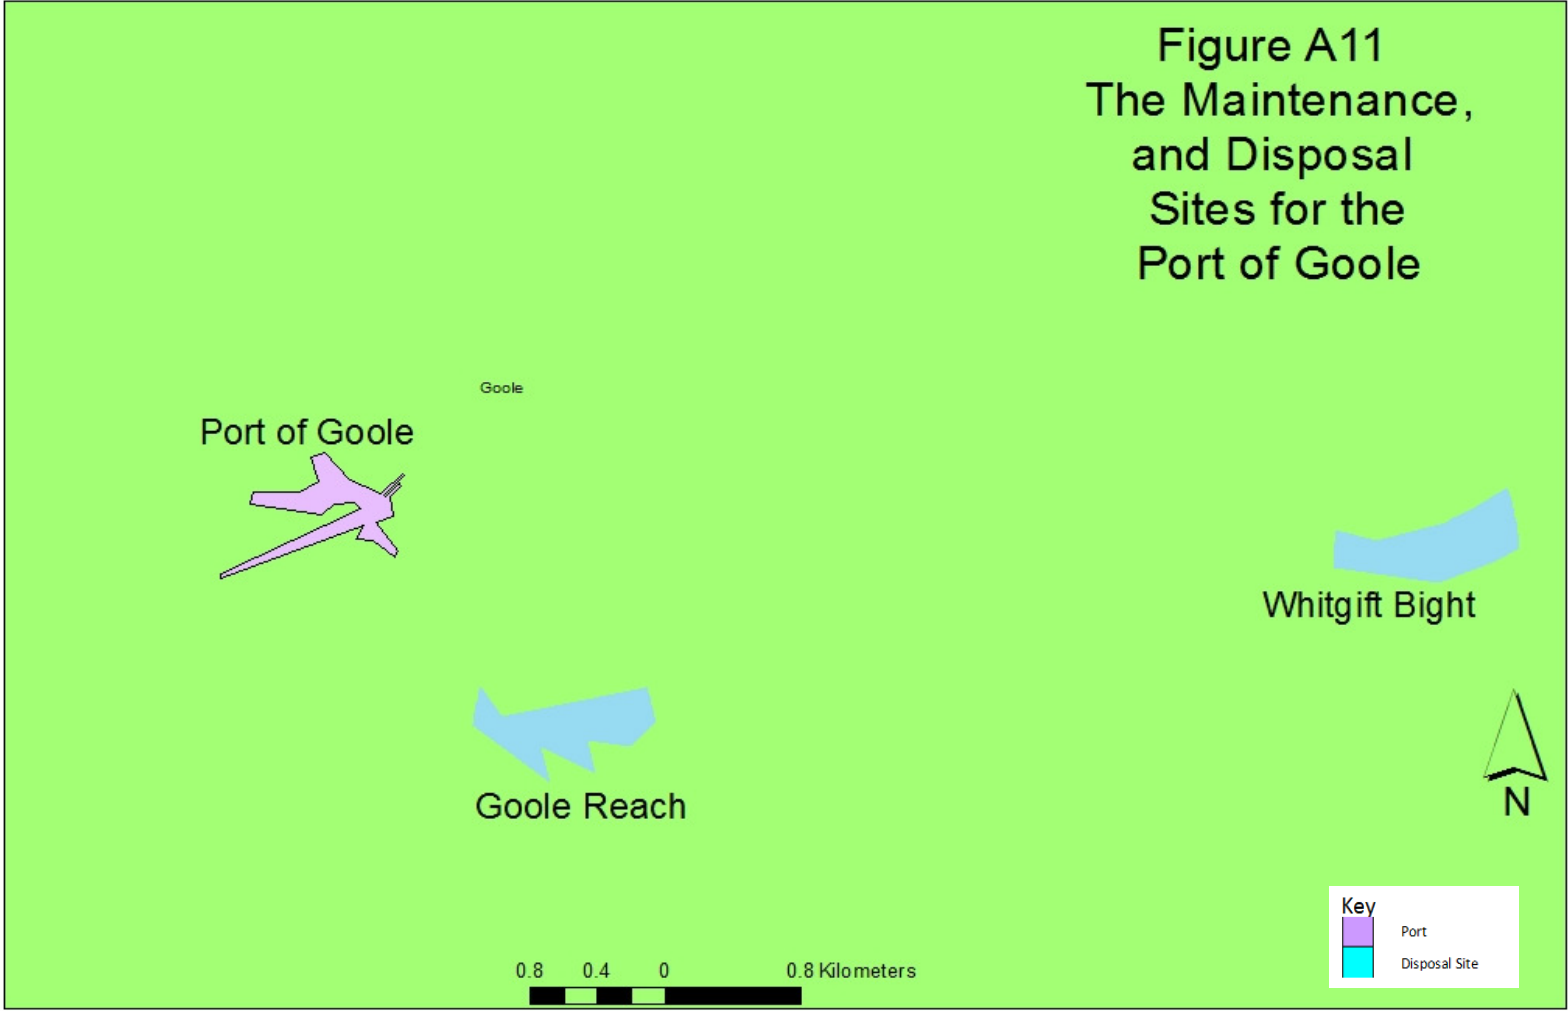 Figure A11
The Maintenance,
and Disposal
Sites for the
Port of Goole
Goole
Port of Goole
Whitgift Bight
Goole Reach
N
Key
Port
Disposal Site
0.8 0.4 0 0.8 Kilometers